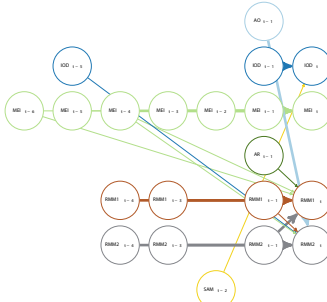 AO t−1
IOD t−5 IOD t−1 IOD t
MEI t−6 MEI t−5 MEI t−4 MEI t−3 MEI t−2 MEI t−1 MEI t
AR t−1
RMM1 t−4 RMM1 t−3 RMM1 t−1 RMM1 t
RMM2 t−4 RMM2 t−3 RMM2 t−1 RMM2 t
SAM t−2